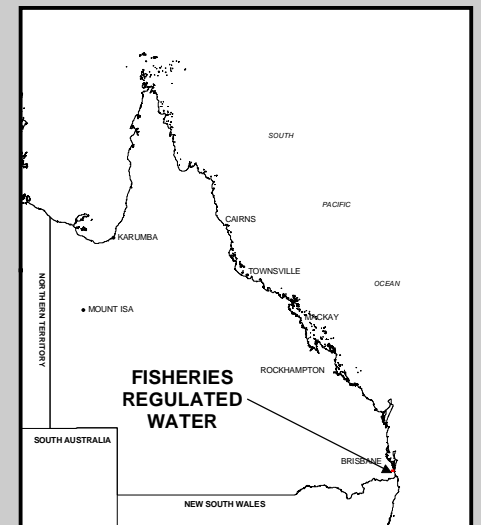 SOUTH
PACIFIC
CAIRNS
KARUMBA
TOWNSVILLE
OCEAN
NORTHERN TERRITORY
MOUNT ISA
MACKAY
ROCKHAMPTON
FISHERIES
REGULATED
WATER
SOUTH AUSTRALIA
BRISBANE
NEW SOUTH WALES